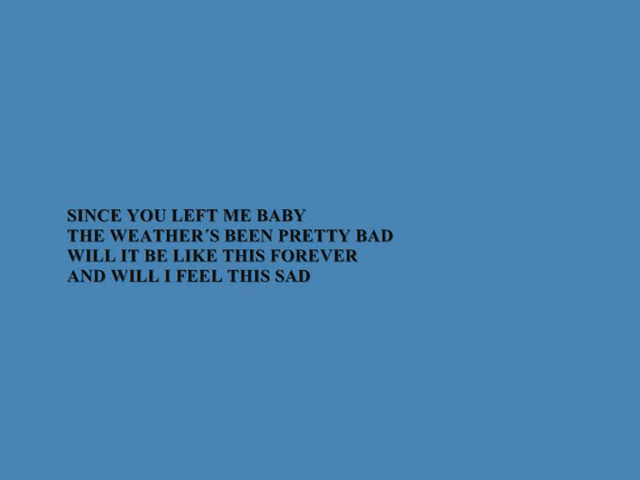 SINCE YOU LEFT ME BABY
THE WEATHER´S BEEN PRETTY BAD
WILL IT BE LIKE THIS FOREVER
AND WILL I FEEL THIS SAD